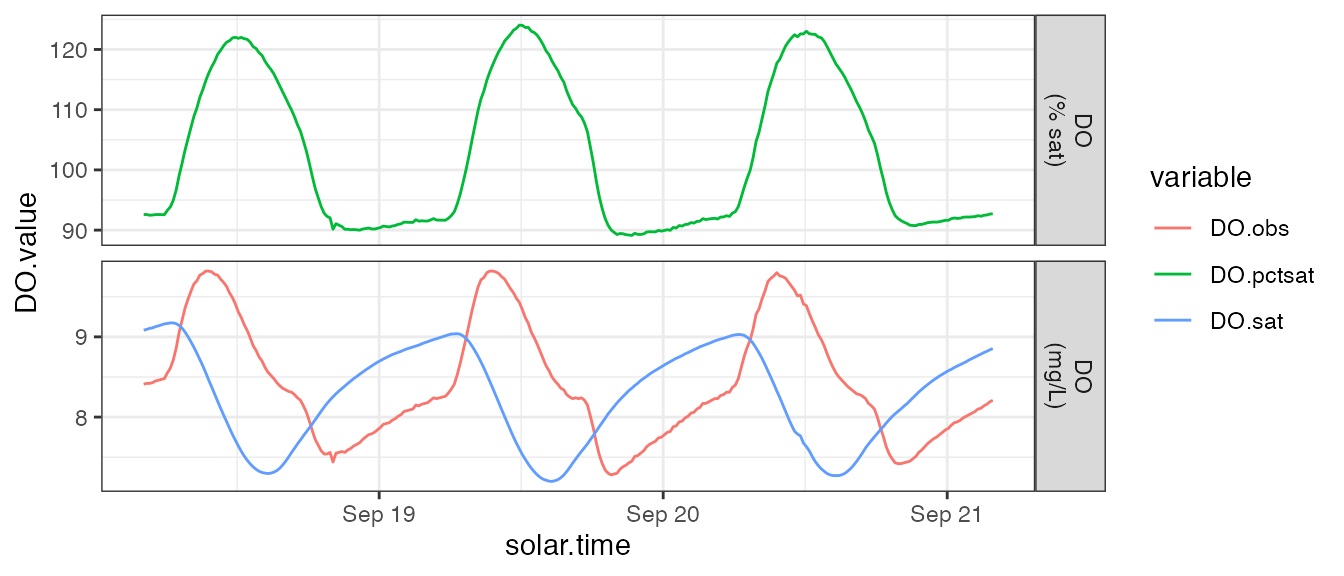 DO.value
120
110
100
90
DO
(% sat)
9
8
DO
(mg/L)
Sep 19
Sep 20
Sep 21
solar.time
variable
DO.obs
DO.pctsat
DO.sat